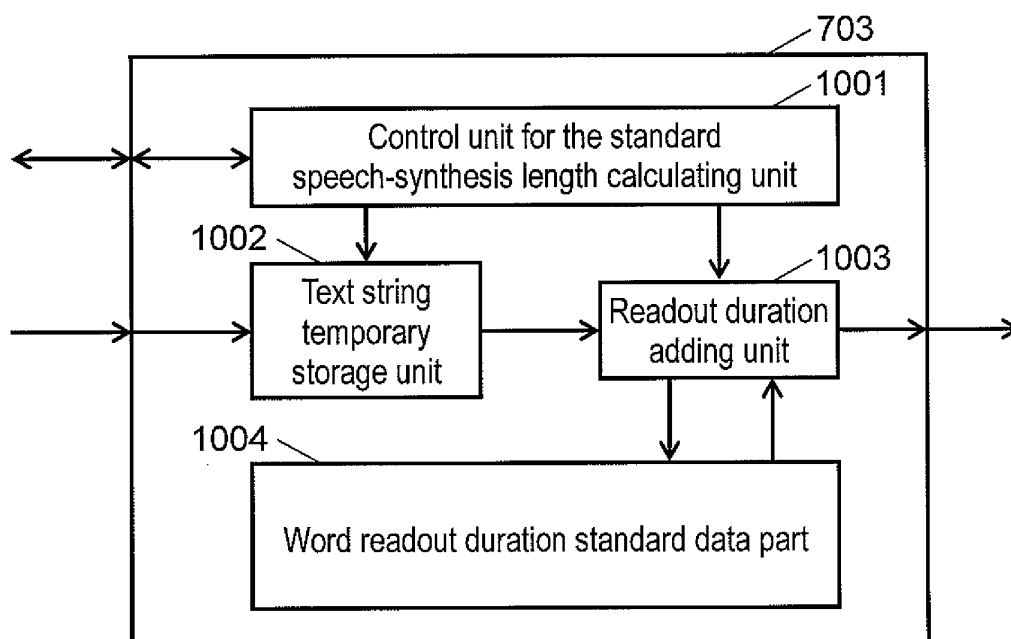 703
1001
Control unit for the standard
speech-synthesis length calculating unit
1002
Text string
temporary
storage unit
1003
Readout duration
adding unit
1004
Word readout duration standard data part